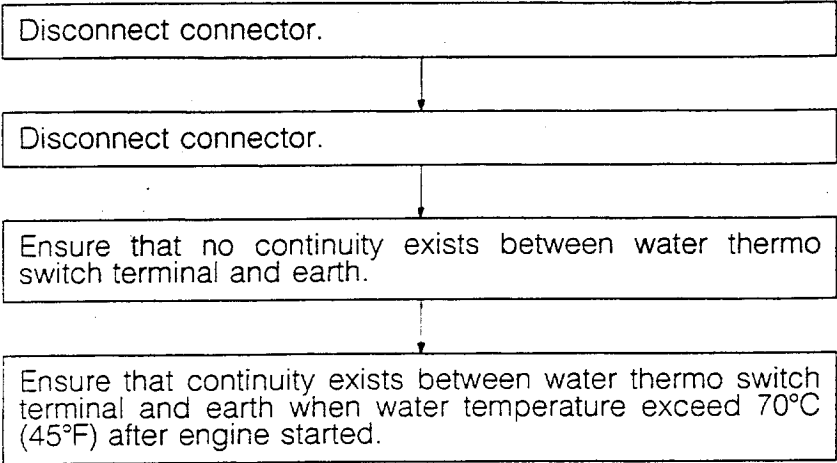 Disconnect connector.
Disconnect connector.
Ensure that no continuity exists between water thermo
switch terminal and earth.
Ensure that continuity exists between water thermo switch
terminal and earth when water temperature exceed 70°C
(45°F) after engine started.